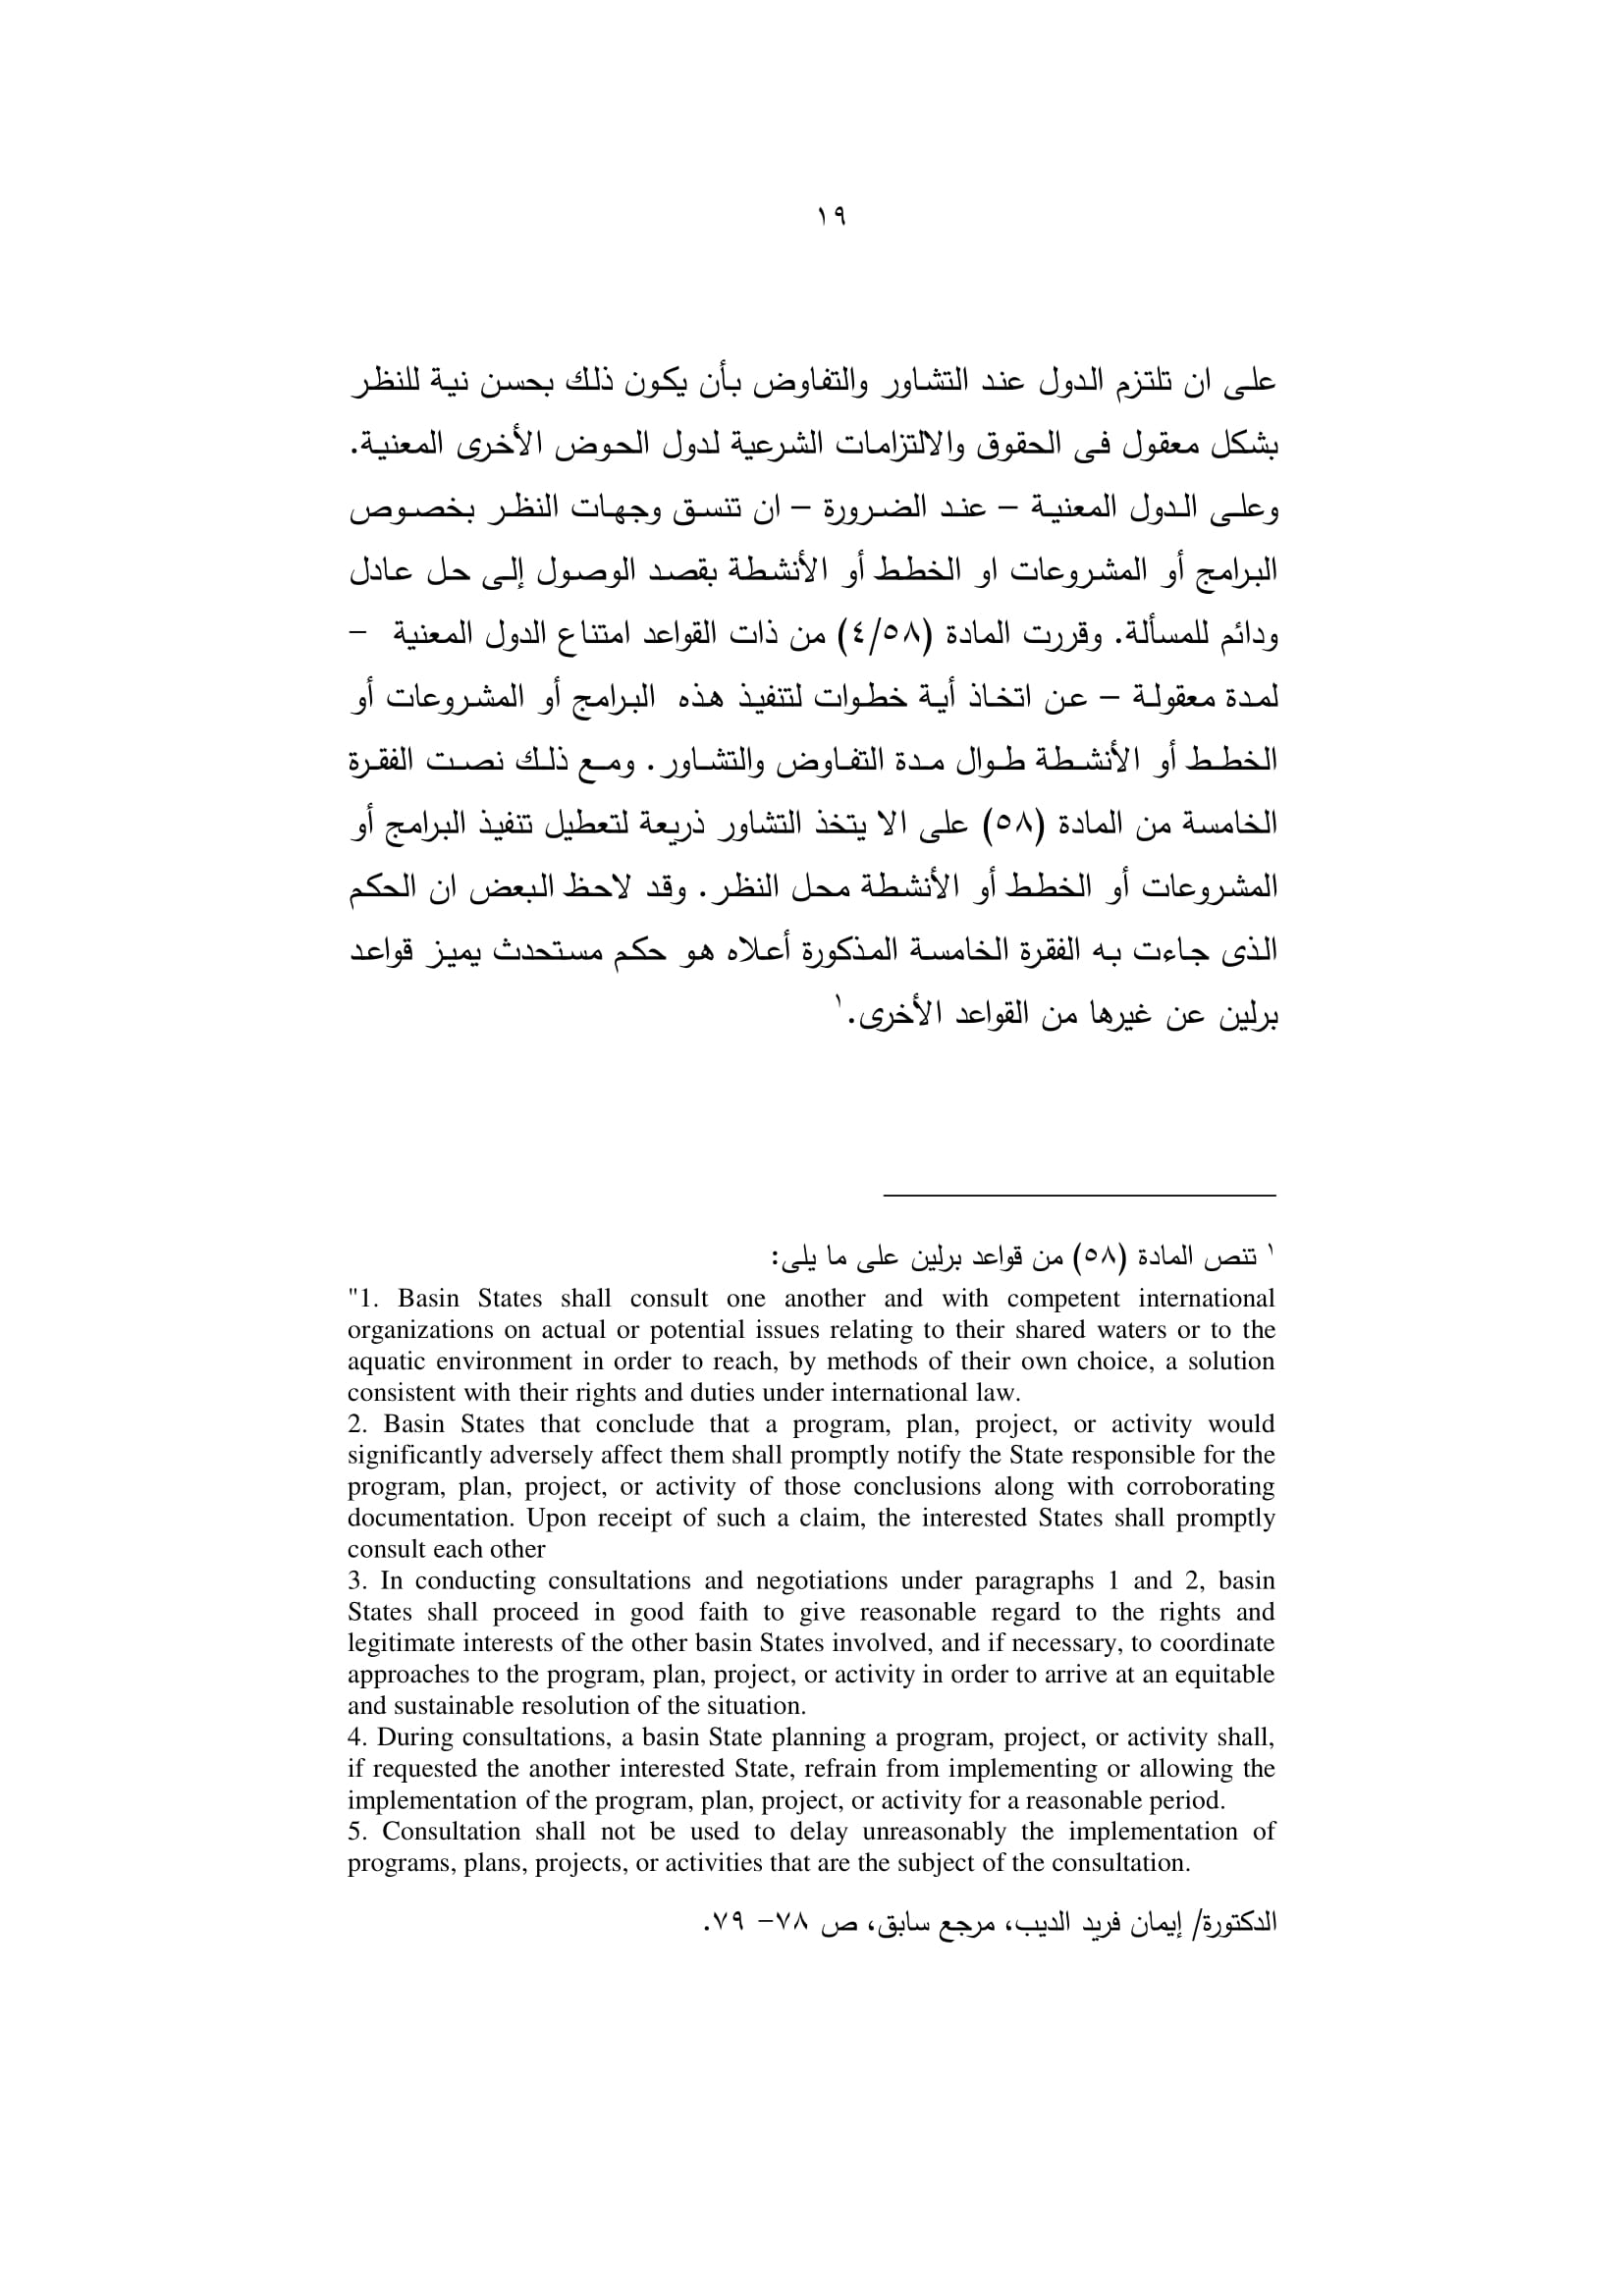 ١٩
على ان تلتزم الدول عند التشاور والتفاوض بأن يكون ذلك بحسن نية للنظر
بشكل معقول فى الحقوق والالتزامات الشرعية لدول الحوض الأخرى المعنية.
وعلى الدول المعنية – عند الضرورة – ان تنسق وجهات النظر بخصوص
البرامج أو المشروعات او الخطط أو الأنشطة بقصد الوصول إلى حل عادل
ودائم للمسألة. وقررت المادة (٤/٥٨) من ذات القواعد امتناع الدول المعنية –
لمدة معقولة – عن اتخاذ أية خطوات لتنفيذ هذه البرامج أو المشروعات أو
الخطط أو الأنشطة طوال مدة التفاوض والتشاور. ومع ذلك نصت الفقرة
الخامسة من المادة (٥٨) على الا يتخذ التشاور ذريعة لتعطيل تنفيذ البرامج أو
المشروعات أو الخطط أو الأنشطة محل النظر. وقد لاحظ البعض ان الحكم
الذى جاءت به الفقرة الخامسة المذكورة أعلاه هو حكم مستحدث يميز قواعد
برلين عن غيرها من القواعد الأخرى.١
١ تنص المادة (٥٨) من قواعد برلين على ما يلى:
"1. Basin States shall consult one another and with competent international
organizations on actual or potential issues relating to their shared waters or to the
aquatic environment in order to reach, by methods of their own choice, a solution
consistent with their rights and duties under international law.
2. Basin States that conclude that a program, plan, project, or activity would
significantly adversely affect them shall promptly notify the State responsible for the
program, plan, project, or activity of those conclusions along with corroborating
documentation. Upon receipt of such a claim, the interested States shall promptly
consult each other
3. In conducting consultations and negotiations under paragraphs 1 and 2, basin
States shall proceed in good faith to give reasonable regard to the rights and
legitimate interests of the other basin States involved, and if necessary, to coordinate
approaches to the program, plan, project, or activity in order to arrive at an equitable
and sustainable resolution of the situation.
4. During consultations, a basin State planning a program, project, or activity shall,
if requested the another interested State, refrain from implementing or allowing the
implementation of the program, plan, project, or activity for a reasonable period.
5. Consultation shall not be used to delay unreasonably the implementation of
programs, plans, projects, or activities that are the subject of the consultation.
الدكتورة/ إيمان فريد الديب، مرجع سابق، ص ٧٨– ٧٩.